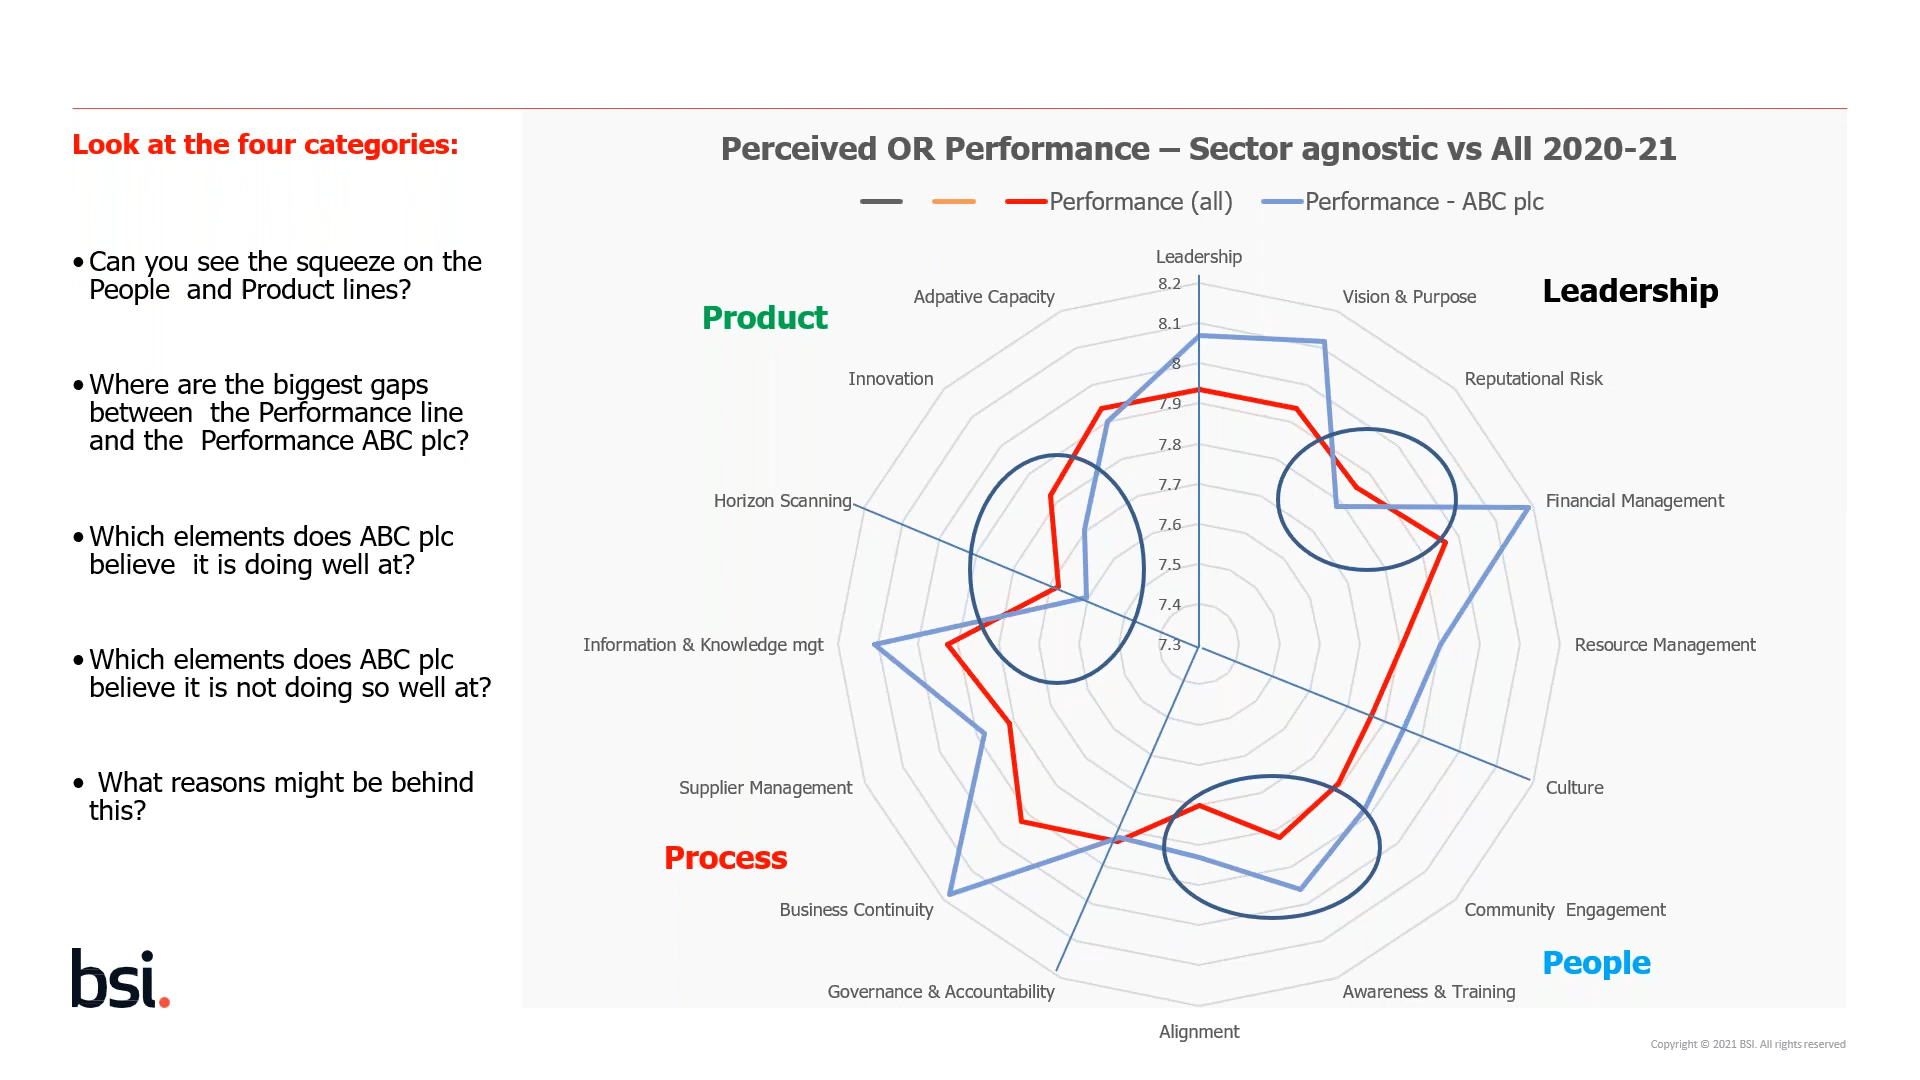 Look at the four categories:
• Can you see the squeeze on the
People  and Product lines?
• Where are the biggest gaps
between  the Performance line
and the  Performance ABC plc?
• Which elements does ABC plc
believe  it is doing well at?
• Which elements does ABC plc
believe it is not doing so well at?
•  What reasons might be behind
this?
bsi.
Perceived OR Performance – Sector agnostic vs All 2020-21
Performance (all)
Performance - ABC plc
Leadership
8.2
8.1
8
7.9
7.8
7.7
7.6
7.5
7.4
7.3
Vision & Purpose
Reputational Risk
Financial Management
Resource Management
Culture
Community  Engagement
Awareness & Training
Alignment
Governance & Accountability
Business Continuity
Supplier Management
Information & Knowledge mgt
Horizon Scanning
Innovation
Adpative Capacity
Product
Leadership
Process
People
Copyright © 2021 BSI. All rights reserved